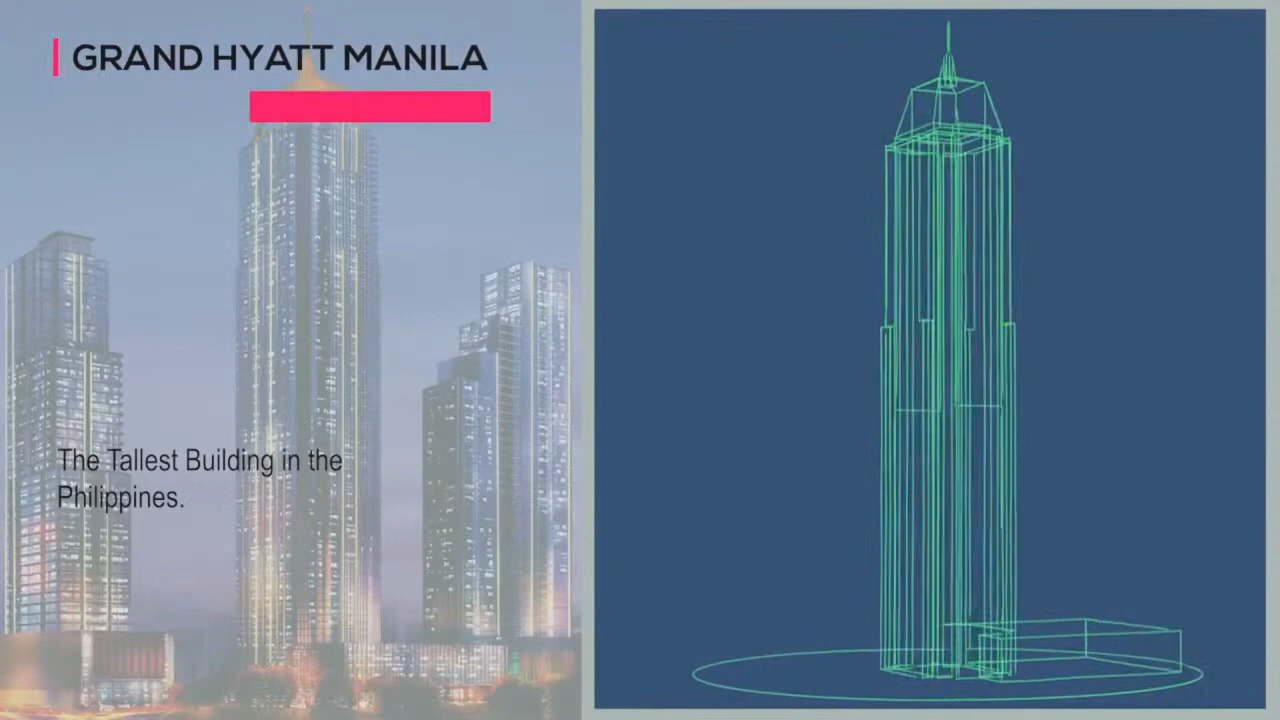 GRAND HYATT MANILA
The Tallest Building in the
Philippines.